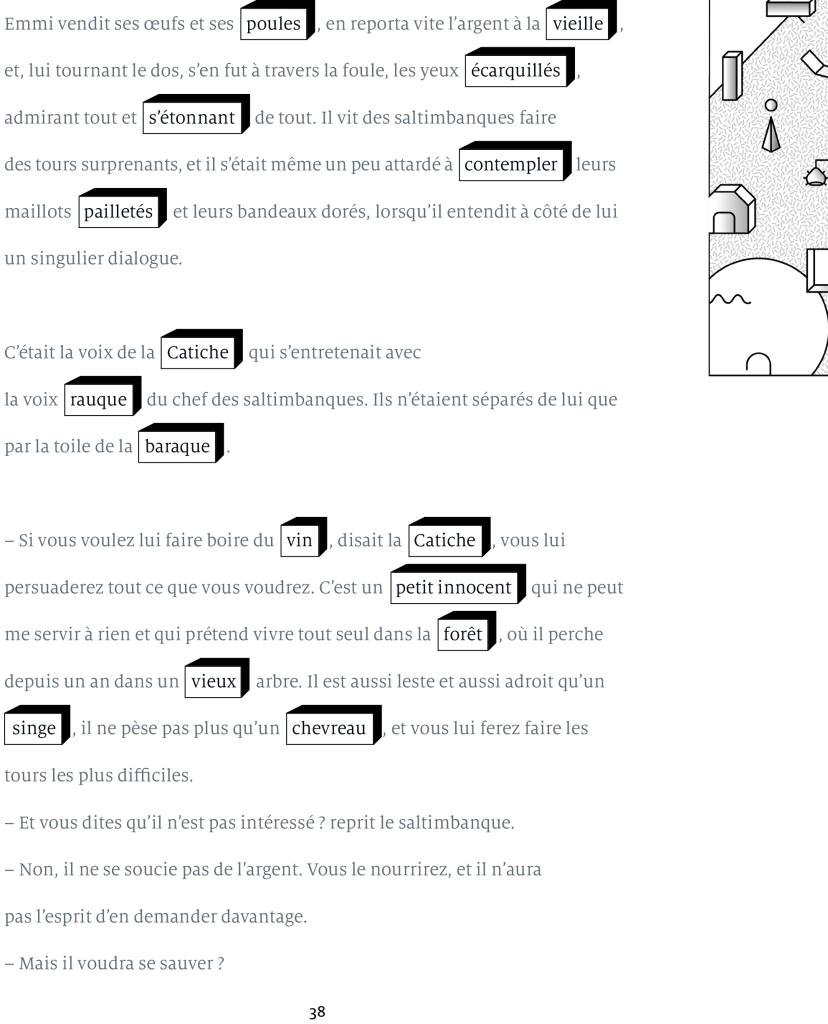 Emmi vendit ses œufs et ses poules, en reporta vite l’argent à la vieille,
et, lui tournant le dos, s’en fut à travers la foule, les yeux écarquillés,
admirant tout et s’étonnant de tout. Il vit des saltimbanques faire
des tours surprenants, et il s’était même un peu attardé à contempler leurs
maillots pailletés et leurs bandeaux dorés, lorsqu’il entendit à côté de lui
un singulier dialogue.
C’était la voix de la Catiche qui s’entretenait avec
la voix rauque du chef des saltimbanques. Ils n’étaient séparés de lui que
par la toile de la baraque.
– Si vous voulez lui faire boire du vin, disait la Catiche, vous lui
persuaderez tout ce que vous voudrez. C’est un petit innocent qui ne peut
me servir à rien et qui prétend vivre tout seul dans la forêt, où il perche
depuis un an dans un vieux arbre. Il est aussi leste et aussi adroit qu’un
singe, il ne pèse pas plus qu’un chevreau, et vous lui ferez faire les
tours les plus difficiles.
– Et vous dites qu’il n’est pas intéressé ? reprit le saltimbanque.
– Non, il ne se soucie pas de l’argent. Vous le nourrirez, et il n’aura
pas l’esprit d’en demander davantage.
– Mais il voudra se sauver ?
38